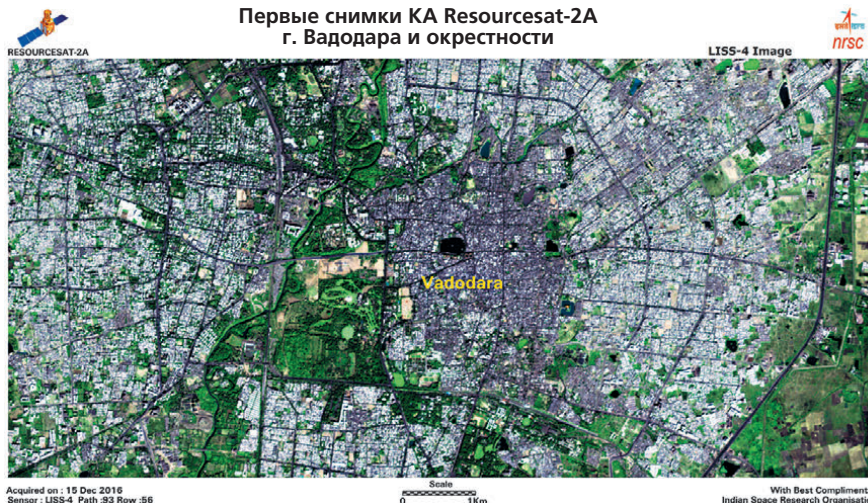 Первые снимки КА Resourcesat-2A
г. Вадодара и окрестности
RESOURCESAT-2A
LISS-4 Image
nrsc
Vadodara
Acquired on : 15 Dec 2016
Sensor : LISS-4 Path :93 Row :56
Scale
0 1Km
With Best Compliment
Indian Space Research Organisati